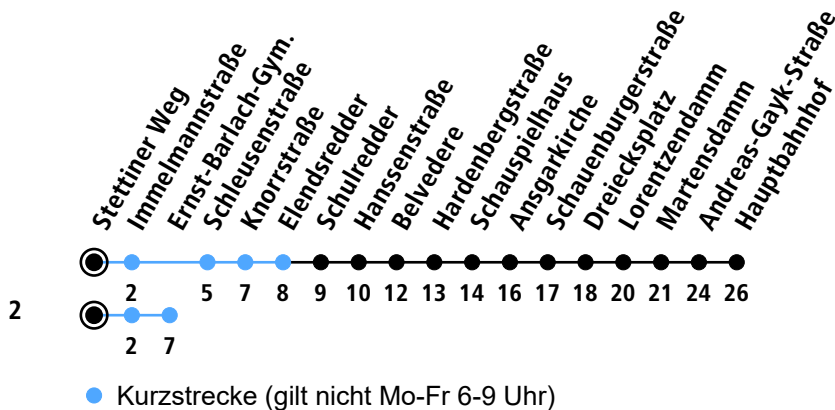 Stettiner Weg
Immelmannstraße
Ernst-Barlach-Gym.
Schleusenstraße
Knorrstraße
Elendsredder
Schulredder
Hanssenstraße
Belvedere
Hardenbergstraße
Schauspielhaus
Ansgarkirche
Schauenburgerstraße
Dreiecksplatz
Lorentzendamm
Martensdamm
Andreas-Gayk-Straße
Hauptbahnhof
2 5 7 8 9 10 12 13 14 16 17 18 20 21 24 26
2
2 7
Kurzstrecke (gilt nicht Mo-Fr 6-9 Uhr)